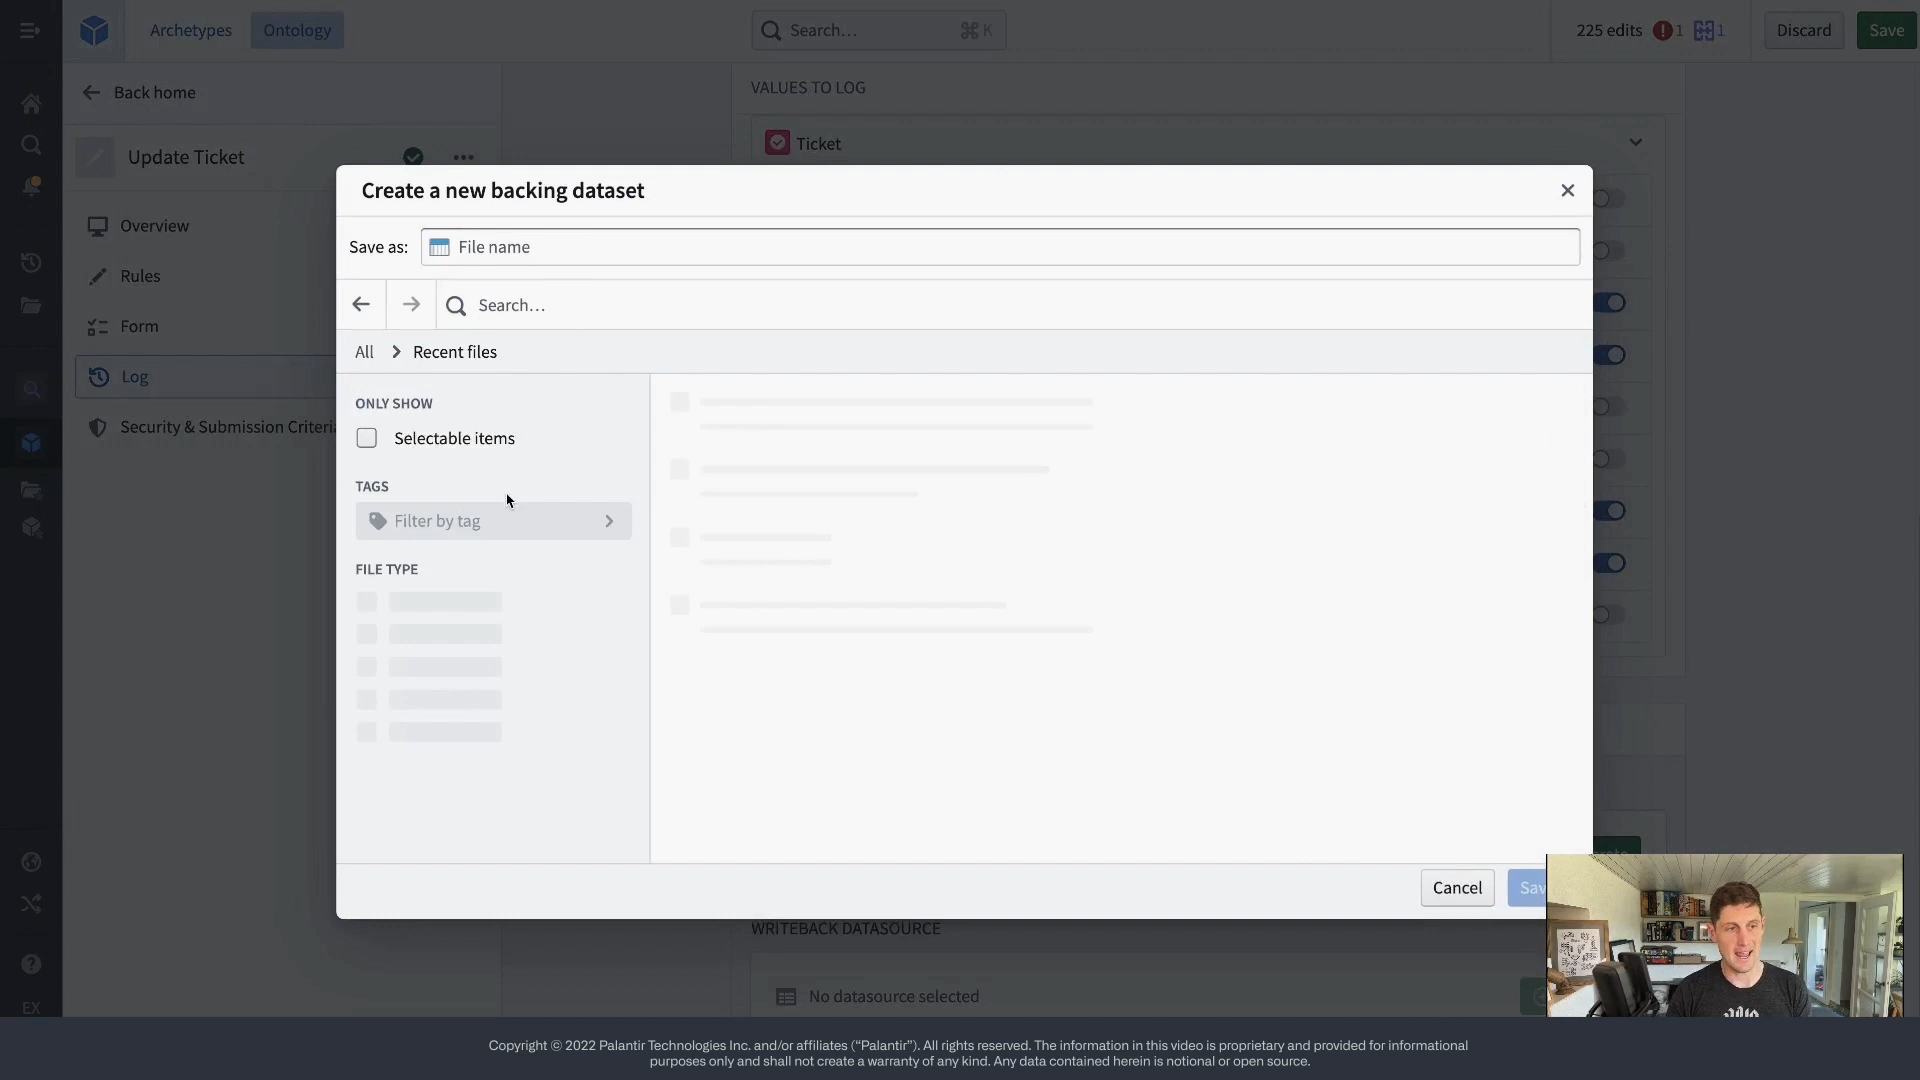 Archetypes
Ontology
Search…
⌘ K
225 edits
1
1
Discard
Save
Back home
VALUES TO LOG
Update Ticket
Ticket
Create a new backing dataset
Save as:
File name
Overview
Rules
Search…
Form
All
Recent files
Log
ONLY SHOW
Security & Submission Criteria
Selectable items
TAGS
Filter by tag
FILE TYPE
Cancel
Sav
WRITEBACK DATASOURCE
No datasource selected
EX
Copyright © 2022 Palantir Technologies Inc. and/or affiliates (“Palantir”). All rights reserved. The information in this video is proprietary and provided for informational
purposes only and shall not create a warranty of any kind. Any data contained herein is notional or open source.